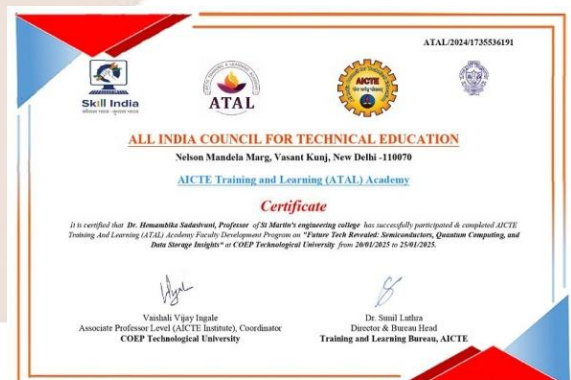 ATAL/2024/1735536191
Skill India
कौशल भारत - कुशल भारत
ATAL
AICTE
ALL INDIA COUNCIL FOR TECHNICAL EDUCATION
Nelson Mandela Marg, Vasant Kunj, New Delhi -110070
AICTE Training and Learning (ATAL) Academy
Certificate
It is certified that Dr. Hemambika Sadasivuni, Professor of St Martin's engineering college has successfully participated & completed AICTE
Training And Learning (ATAL) Academy Faculty Development Program on "Future Tech Revealed: Semiconductors, Quantum Computing, and
Data Storage Insights" at COEP Technological University from 20/01/2025 to 25/01/2025.
Vaishali Vijay Ingale
Associate Professor Level (AICTE Institute), Coordinator
COEP Technological University
Dr. Sunil Luthra
Director & Bureau Head
Training and Learning Bureau, AICTE